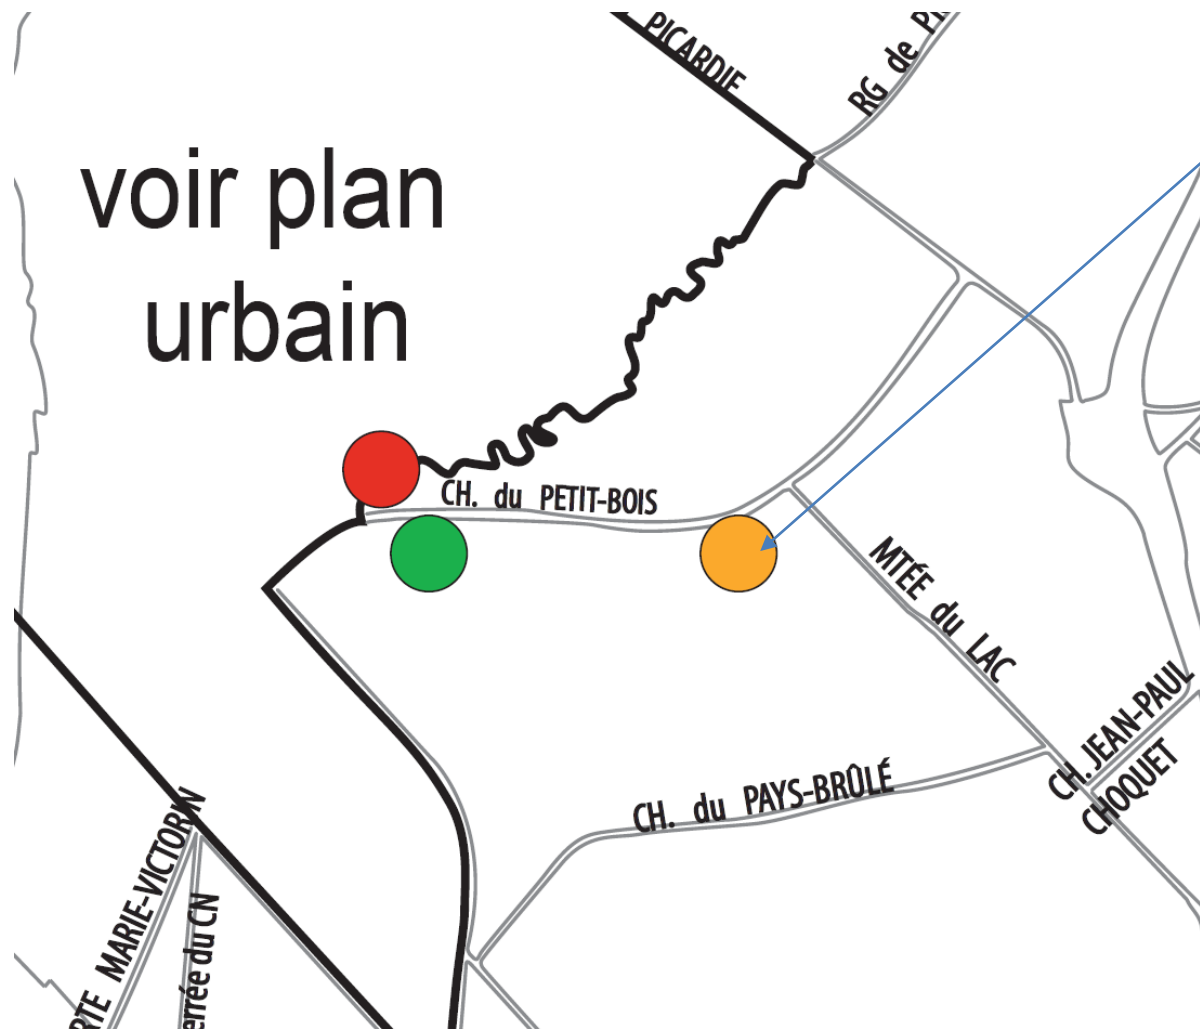 PICARDIE
RG de
voir plan
urbain
CH. du PETIT-BOIS
MTÉE du LAC
CH. JEAN-PAUL
CHOQUET
CH. du PAYS-BRÛLÉ
MARIE-VICTORIN
du CN